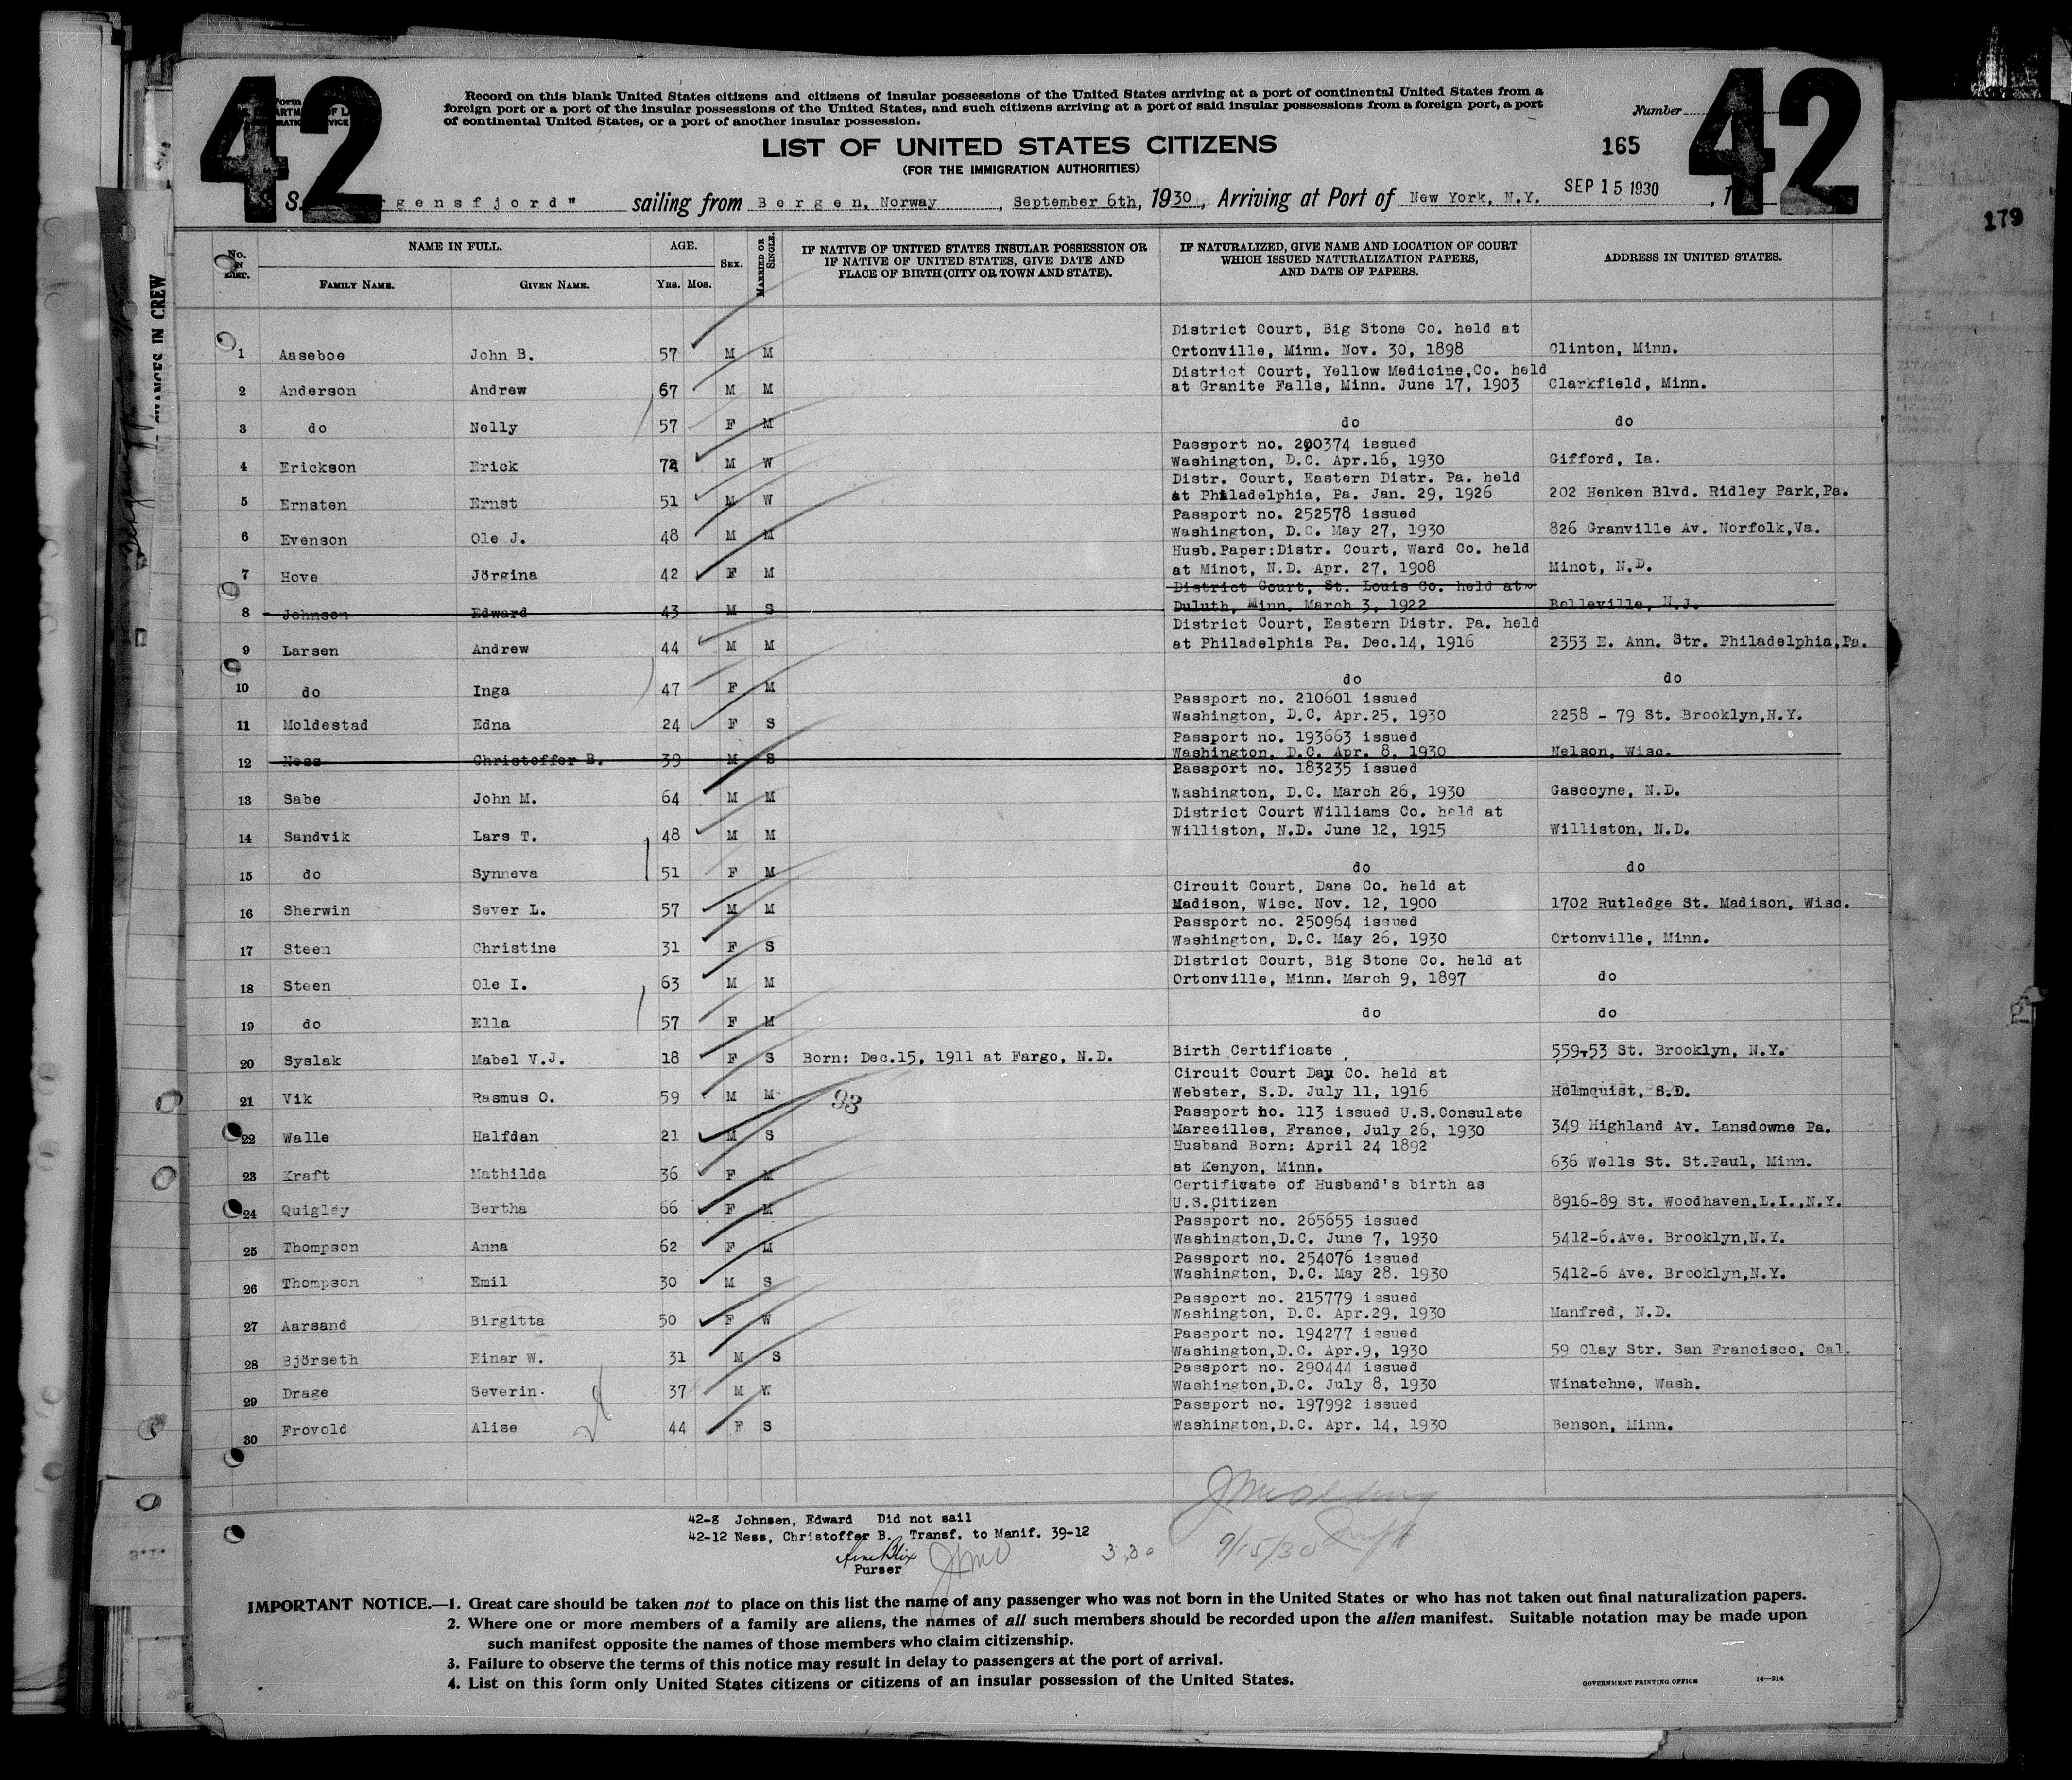 42
42
Record on this blank United States citizens and citizens of insular possessions of the United States arriving at a port of continental United States from a
foreign port or a port of the insular possessions of the United States, and such citizens arriving at a port of said insular possessions from a foreign port, a port
of continental United States, or a port of another insular possession.
Number
LIST OF UNITED STATES CITIZENS
(FOR THE IMMIGRATION AUTHORITIES)
165
S. rgensfjord" sailing from Bergen, Norway, September 6th, 1930, Arriving at Port of New York, N.Y. SEP 15 1930, 1
179
No. IN LIST. NAME IN FULL. AGE. SEX. MARRIED OR SINGLE. IF NATIVE OF UNITED STATES INSULAR POSSESSION OR IF NATIVE OF UNITED STATES, GIVE DATE AND PLACE OF BIRTH (CITY OR TOWN AND STATE). IF NATURALIZED, GIVE NAME AND LOCATION OF COURT WHICH ISSUED NATURALIZATION PAPERS, AND DATE OF PAPERS. ADDRESS IN UNITED STATES.
FAMILY NAME. GIVEN NAME. YRS. MOS.
District Court, Big Stone Co. held at
1 Aaseboe John B. 57 M M Ortonville, Minn. Nov. 30, 1898 Clinton, Minn.
District Court, Yellow Medicine,Co. held
2 Anderson Andrew 67 M M at Granite Falls, Minn. June 17, 1903 Clarkfield, Minn.
3 do Nelly 57 F M do do
Passport no. 200374 issued
4 Erickson Erick 72 M W Washington, D.C. Apr.16, 1930 Gifford, Ia.
Distr. Court, Eastern Distr. Pa. held
5 Ernsten Ernst 51 M W at Philadelphia, Pa. Jan. 29, 1926 202 Henken Blvd. Ridley Park,Pa.
Passport no. 252578 issued
6 Evenson Ole J. 48 M M Washington, D.C. May 27, 1930 826 Granville Av. Norfolk,Va.
Husb.Paper:Distr. Court, Ward Co. held
7 Hove Jörgina 42 F M at Minot, N.D. Apr. 27, 1908 Minot, N.D.
District Court, St. Louis Co. held at
8 Johnsen Edward 43 M S Duluth, Minn. March 3, 1922 Belleville, N.J.
District Court, Eastern Distr. Pa. held
9 Larsen Andrew 44 M M at Philadelphia Pa. Dec.14, 1916 2353 E. Ann. Str. Philadelphia,Pa.
10 do Inga 47 F M do do
Passport no. 210601 issued
11 Moldestad Edna 24 F S Washington, D.C. Apr.25, 1930 2258 - 79 St. Brooklyn,N.Y.
Passport no. 193663 issued
12 Ness Christoffer B. 39 M S Washington, D.C. Apr. 8, 1930 Nelson, Wisc.
Passport no. 183235 issued
13 Sabe John M. 64 M M Washington, D.C. March 26, 1930 Gascoyne, N.D.
District Court Williams Co. held at
14 Sandvik Lars T. 48 M M Williston, N.D. June 12, 1915 Williston, N.D.
15 do Synneva 51 F M do do
Circuit Court, Dane Co. held at
16 Sherwin Sever L. 57 M M Madison, Wisc. Nov. 12, 1900 1702 Rutledge St. Madison, Wisc.
Passport no. 250964 issued
17 Steen Christine 31 F S Washington, D.C. May 26, 1930 Ortonville, Minn.
District Court, Big Stone Co. held at
18 Steen Ole I. 63 M M Ortonville, Minn. March 9, 1897 do
19 do Ella 57 F M do do
20 Syslak Mabel V.J. 18 F S Born: Dec.15, 1911 at Fargo, N.D. Birth Certificate 559-53 St. Brooklyn, N.Y.
Circuit Court Day Co. held at
21 Vik Rasmus O. 59 M M 93 Webster, S.D. July 11, 1916 Holmquist, S.D.
Passport no. 113 issued U.S.Consulate
22 Walle Halfdan 21 M S Marseilles, France, July 26, 1930 349 Highland Av. Lansdowne Pa.
Husband Born: April 24 1892
23 Kraft Mathilda 36 F M at Kenyon, Minn. 636 Wells St. St.Paul, Minn.
Certificate of Husband's birth as
24 Quigley Bertha 66 F M U.S.Citizen 8916-89 St. Woodhaven,L.I.,N.Y.
Passport no. 265655 issued
25 Thompson Anna 62 F M Washington,D.C. June 7, 1930 5412-6.Ave. Brooklyn,N.Y.
Passport no. 254076 issued
26 Thompson Emil 30 M S Washington, D.C. May 28. 1930 5412-6 Ave. Brooklyn,N.Y.
Passport no. 215779 issued
27 Aarsand Birgitta 50 F W Washington, D.C. Apr.29, 1930 Manfred, N.D.
Passport no. 194277 issued
28 Björseth Einar W. 31 M S Washington,D.C. Apr.9, 1930 59 Clay Str. San Francisco, Cal.
Passport no. 290444 issued
29 Drage Severin. 37 M W Washington,D.C. July 8, 1930 Winatchne, Wash.
Passport no. 197992 issued
30 Frovold Alise 44 F S Washington,D.C. Apr. 14, 1930 Benson, Minn.
42-8 Johnsen, Edward Did not sail
42-12 Ness, Christoffer B. Transf. to Manif. 39-12
Purser
9/15/30
IMPORTANT NOTICE.—1. Great care should be taken not to place on this list the name of any passenger who was not born in the United States or who has not taken out final naturalization papers.
2. Where one or more members of a family are aliens, the names of all such members should be recorded upon the alien manifest. Suitable notation may be made upon
such manifest opposite the names of those members who claim citizenship.
3. Failure to observe the terms of this notice may result in delay to passengers at the port of arrival.
4. List on this form only United States citizens or citizens of an insular possession of the United States.
GOVERNMENT PRINTING OFFICE 14—214